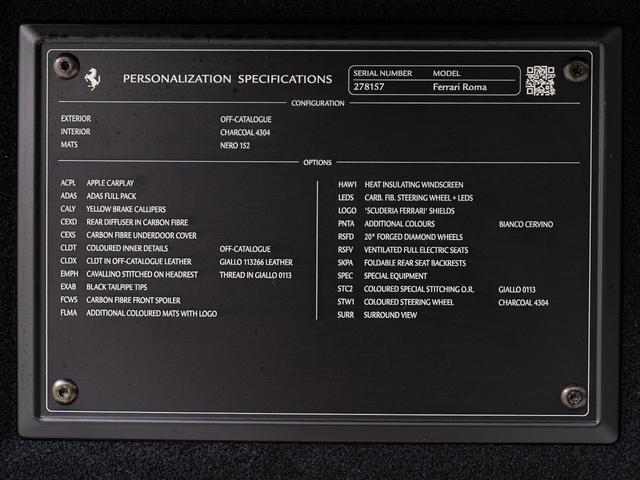 PERSONALIZATION SPECIFICATIONS
SERIAL NUMBER MODEL
278157 Ferrari Roma
CONFIGURATION
EXTERIOR OFF-CATALOGUE
INTERIOR CHARCOAL 4304
MATS NERO 152
OPTIONS
ACPL APPLE CARPLAY
ADAS ADAS FULL PACK
CALY YELLOW BRAKE CALLIPERS
CEXD REAR DIFFUSER IN CARBON FIBRE
CEXS CARBON FIBRE UNDERDOOR COVER
CLDT COLOURED INNER DETAILS OFF-CATALOGUE
CLDX CLDT IN OFF-CATALOGUE LEATHER GIALLO 113266 LEATHER
EMPH CAVALLINO STITCHED ON HEADREST THREAD IN GIALLO 0113
EXAB BLACK TAILPIPE TIPS
FCWS CARBON FIBRE FRONT SPOILER
FLMA ADDITIONAL COLOURED MATS WITH LOGO
HAW1 HEAT INSULATING WINDSCREEN
LEDS CARB. FIB. STEERING WHEEL + LEDS
LOGO 'SCUDERIA FERRARI' SHIELDS
PNTA ADDITIONAL COLOURS BIANCO CERVINO
RSFD 20" FORGED DIAMOND WHEELS
RSFV VENTILATED FULL ELECTRIC SEATS
SKPA FOLDABLE REAR SEAT BACKRESTS
SPEC SPECIAL EQUIPMENT
STC2 COLOURED SPECIAL STITCHING O.R. GIALLO 0113
STW1 COLOURED STEERING WHEEL CHARCOAL 4304
SURR SURROUND VIEW